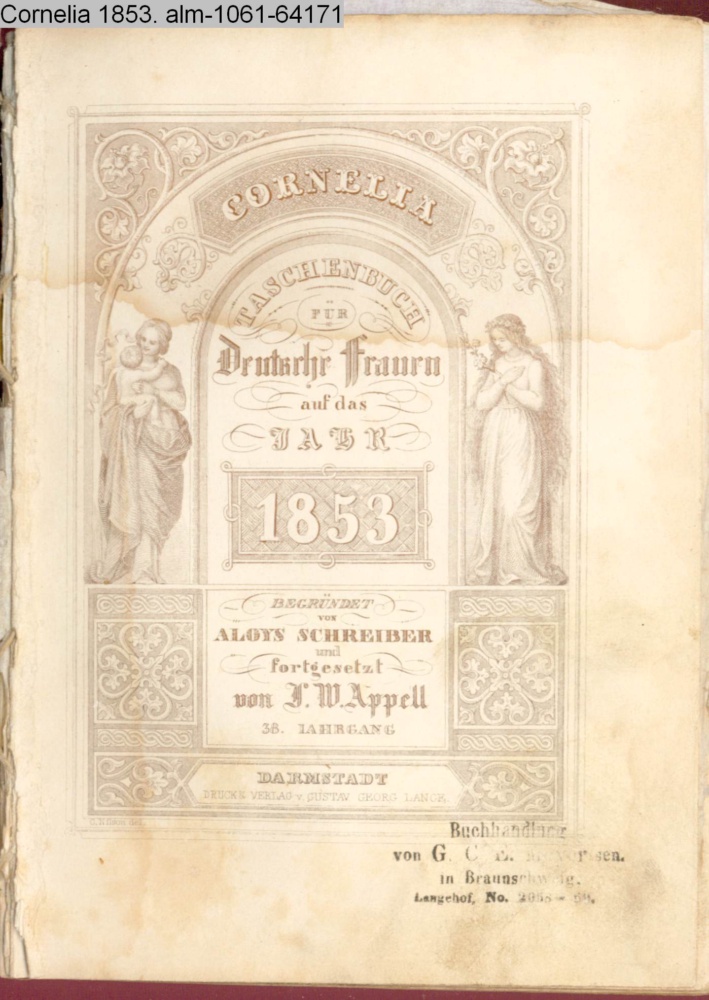 Cornelia 1853. alm-1061-64171
CORNELIA
TASCHENBUCH
FÜR
Deutsche Frauen
auf das
JAHR
1853
BEGRÜNDET
VON
ALOYS SCHREIBER
und
fortgesetzt
von J. W. Appell
38. IAHRGANG
DARMSTADT
DRUCK & VERLAG v. GUSTAV GEORG LANGE.
Buchhandlung
von G. C. E.
in Braunschweig.
Langehof, No.